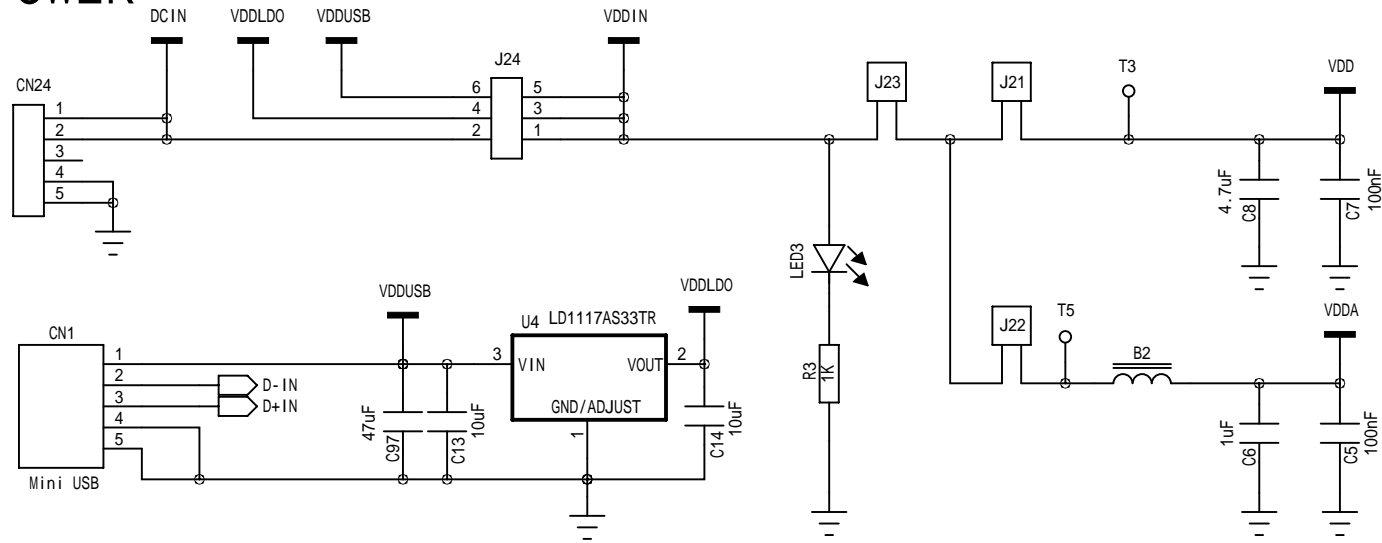 DCIN
VDDLDO
VDDUSB
VDDIN
J24
CN24
1
2
3
4
5
6
4
2
5
3
1
J23
J21
T3
VDD
4.7uF
C8
C7
100nF
LED3
R3
1K
J22
T5
B2
VDDA
1uF
C6
C5
100nF
CN1
1
2
3
4
5
Mini USB
D-IN
D+IN
VDDUSB
47uF
C97
C13
10uF
U4
LD1117AS33TR
3
VIN
VOUT
2
GND/ADJUST
1
VDDLDO
C14
10uF